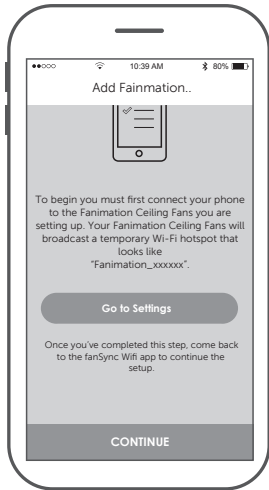 10:39 AM 80%
Add Fainmation..
To begin you must first connect your phone
to the Fanimation Ceiling Fans you are
setting up. Your Fanimation Ceiling Fans will
broadcast a temporary Wi-Fi hotspot that
looks like
“Fanimation_xxxxxx”.
Go to Settings
Once you’ve completed this step, come back
to the fanSync Wifi app to continue the
setup.
CONTINUE